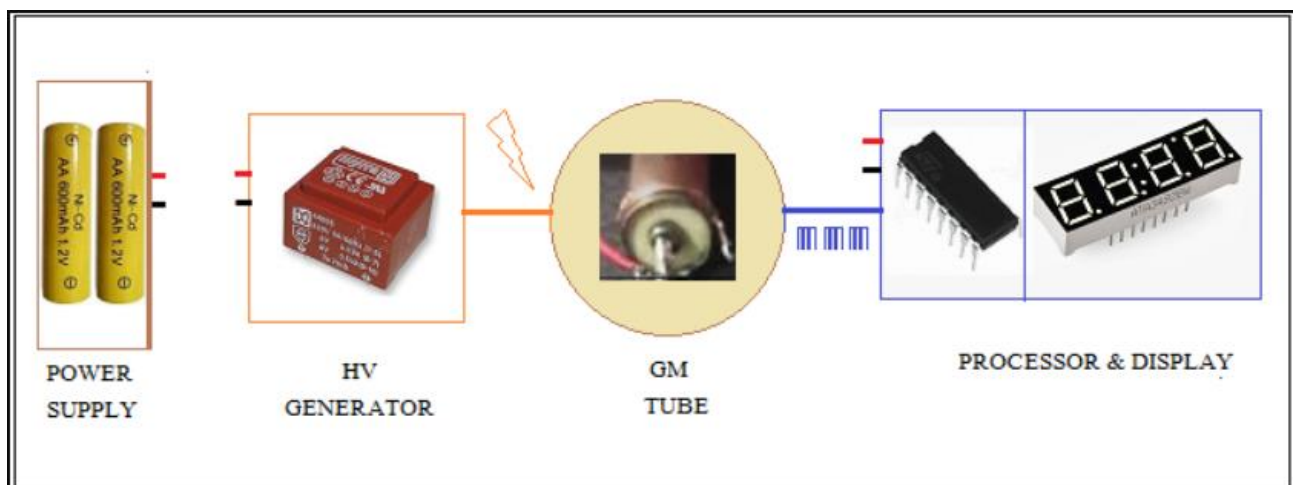 AA 600mAh 1.2V
Ni-Cd
AA 600mAh 1.2V
Ni-Cd
POWER
SUPPLY
HV
GENERATOR
GM
TUBE
PROCESSOR & DISPLAY